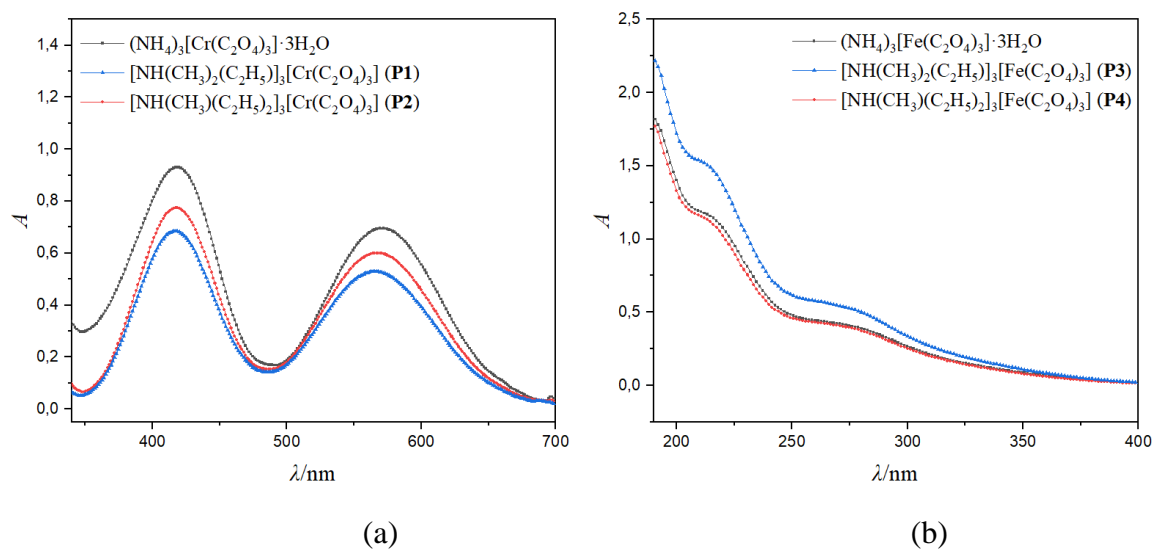 1,4
1,2
1,0
0,8
0,6
0,4
0,2
0,0
A
(NH₄)₃[Cr(C₂O₄)₃]·3H₂O
[NH(CH₃)₂(C₂H₅)]₃[Cr(C₂O₄)₃] (P1)
[NH(CH₃)(C₂H₅)₂]₃[Cr(C₂O₄)₃] (P2)
400 500 600 700
λ/nm
(a)
2,5
2,0
1,5
1,0
0,5
0,0
A
(NH₄)₃[Fe(C₂O₄)₃]·3H₂O
[NH(CH₃)₂(C₂H₅)]₃[Fe(C₂O₄)₃] (P3)
[NH(CH₃)(C₂H₅)₂]₃[Fe(C₂O₄)₃] (P4)
200 250 300 350 400
λ/nm
(b)